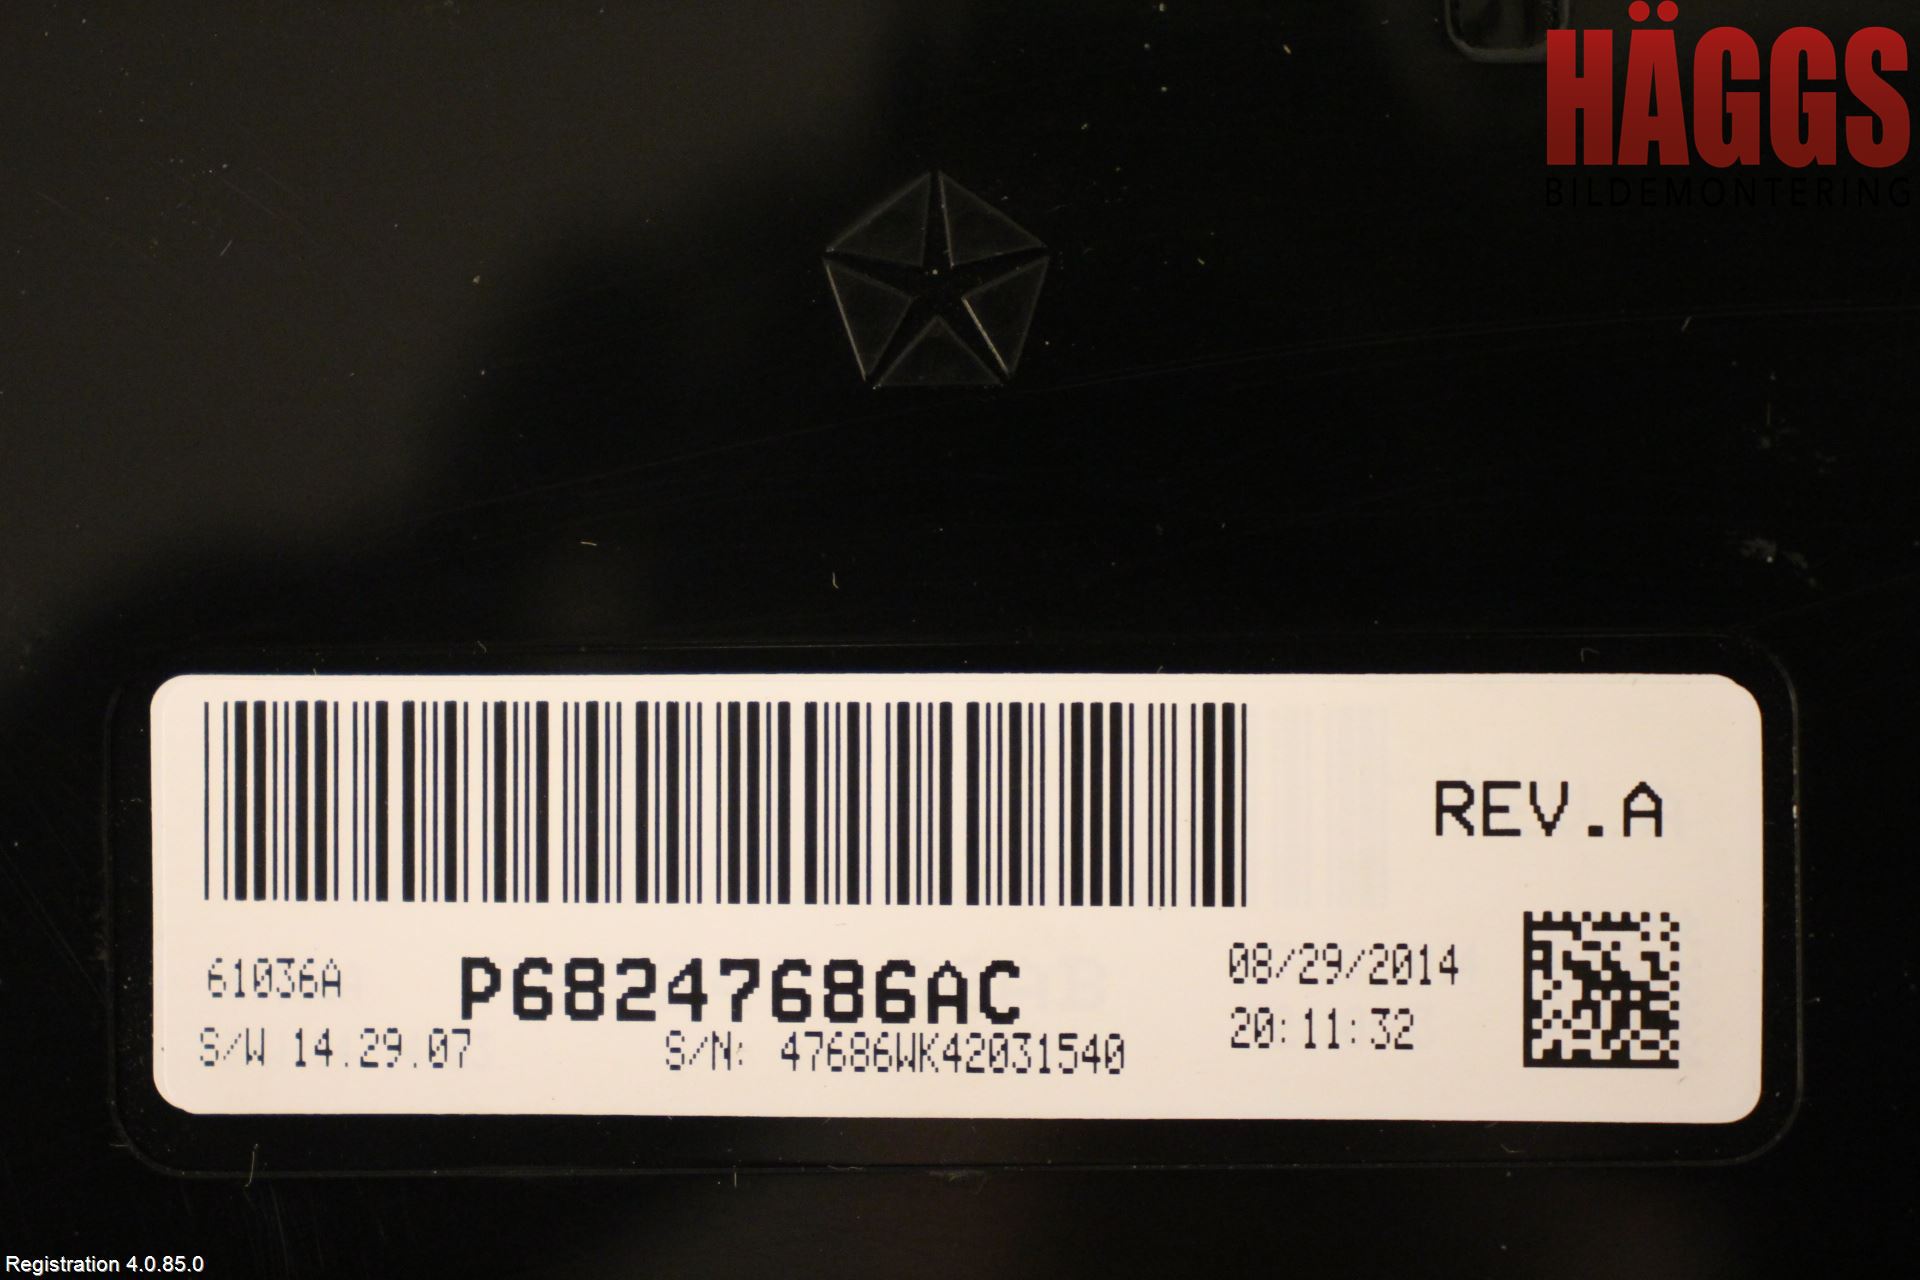 HÄGGS
BILDEMONTERING
REV.A
61036A
P68247686AC
08/29/2014
S/W 14.29.07
S/N: 47686WK42031540
20:11:32
Registration 4.0.85.0